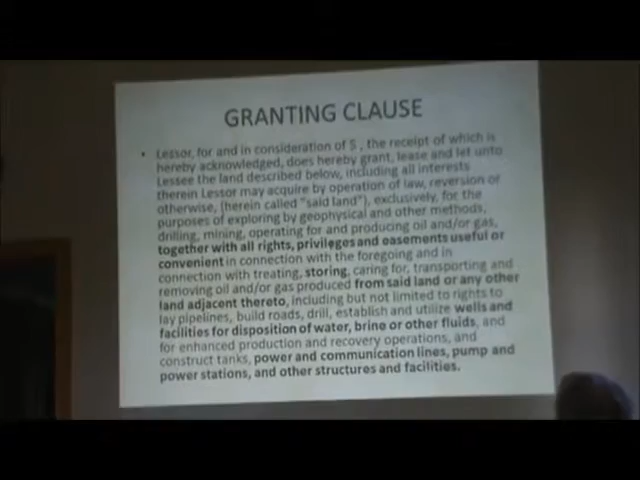 GRANTING CLAUSE
• Lessor, for and in consideration of $ , the receipt of which is
hereby acknowledged, does hereby grant, lease and let unto
Lessee the land described below, including all interests
therein Lessor may acquire by operation of law, reversion or
otherwise, (herein called "said land"), exclusively, for the
purposes of exploring by geophysical and other methods,
drilling, mining, operating for and producing oil and/or gas,
together with all rights, privileges and easements useful or
convenient in connection with the foregoing and in
connection with treating, storing, caring for, transporting and
removing oil and/or gas produced from said land or any other
land adjacent thereto, including but not limited to rights to
lay pipelines, build roads, drill, establish and utilize wells and
facilities for disposition of water, brine or other fluids, and
for enhanced production and recovery operations, and
construct tanks, power and communication lines, pump and
power stations, and other structures and facilities.